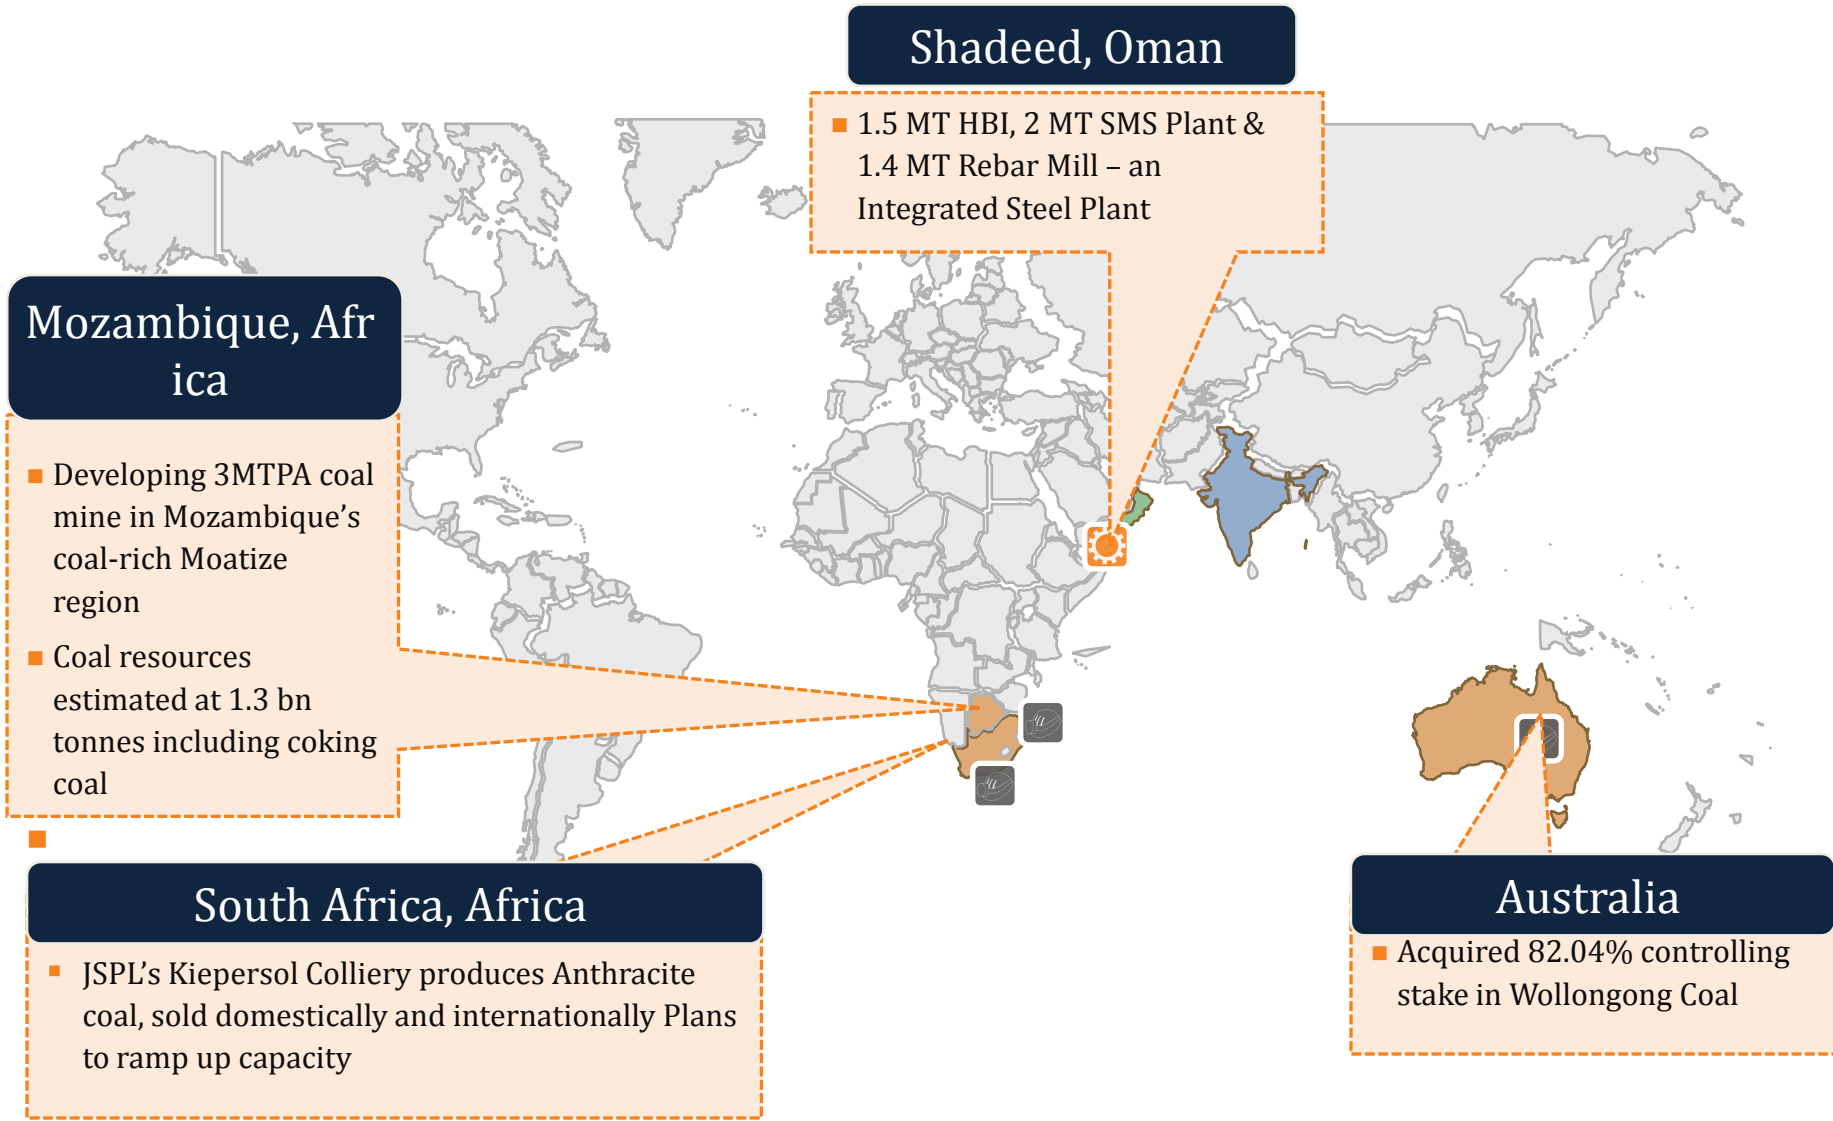 Shadeed, Oman
1.5 MT HBI, 2 MT SMS Plant &
1.4 MT Rebar Mill – an
Integrated Steel Plant
Mozambique, Afr
ica
Developing 3MTPA coal
mine in Mozambique’s
coal-rich Moatize
region
Coal resources
estimated at 1.3 bn
tonnes including coking
coal
South Africa, Africa
JSPL’s Kiepersol Colliery produces Anthracite
coal, sold domestically and internationally Plans
to ramp up capacity
Australia
Acquired 82.04% controlling
stake in Wollongong Coal